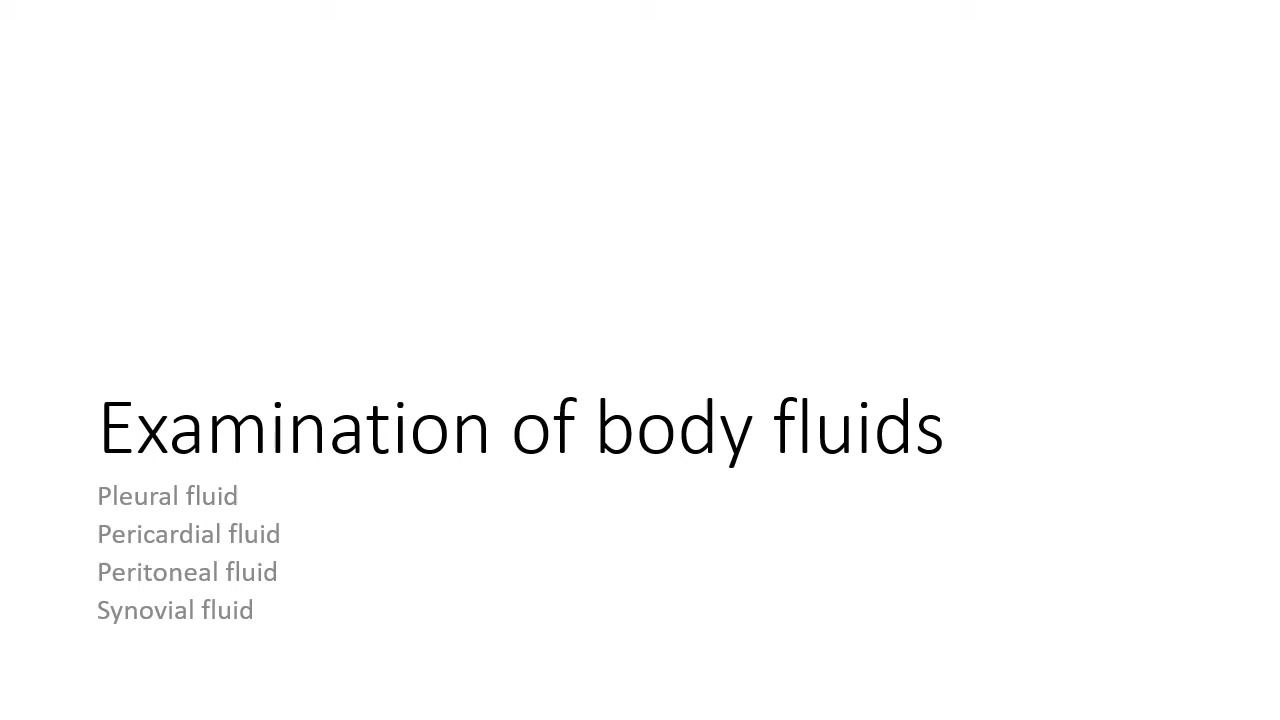 Examination of body fluids
Pleural fluid
Pericardial fluid
Peritoneal fluid
Synovial fluid